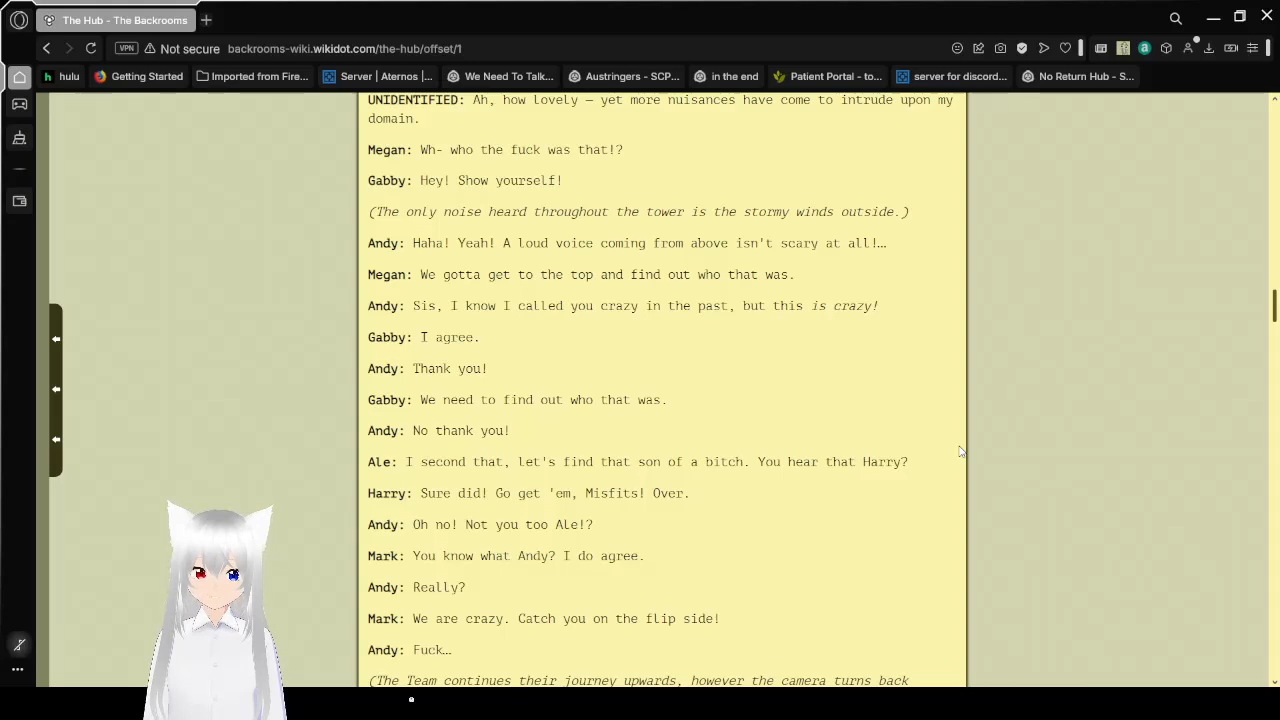 The Hub - The Backrooms
VPN
Not secure
backrooms-wiki.wikidot.com/the-hub/offset/1
hulu
Getting Started
Imported from Fire...
Server | Aternos |...
We Need To Talk...
Austringers - SCP...
in the end
Patient Portal - to...
server for discord...
No Return Hub - S...
UNIDENTIFIED: Ah, how lovely — yet more nuisances have come to intrude upon my
domain.
Megan: Wh- who the fuck was that!?
Gabby: Hey! Show yourself!
(The only noise heard throughout the tower is the stormy winds outside.)
Andy: Haha! Yeah! A loud voice coming from above isn't scary at all!…
Megan: We gotta get to the top and find out who that was.
Andy: Sis, I know I called you crazy in the past, but this is crazy!
Gabby: I agree.
Andy: Thank you!
Gabby: We need to find out who that was.
Andy: No thank you!
Ale: I second that, let's find that son of a bitch. You hear that Harry?
Harry: Sure did! Go get 'em, Misfits! Over.
Andy: Oh no! Not you too Ale!?
Mark: You know what Andy? I do agree.
Andy: Really?
Mark: We are crazy. Catch you on the flip side!
Andy: Fuck…
(The Team continues their journey upwards, however the camera turns back